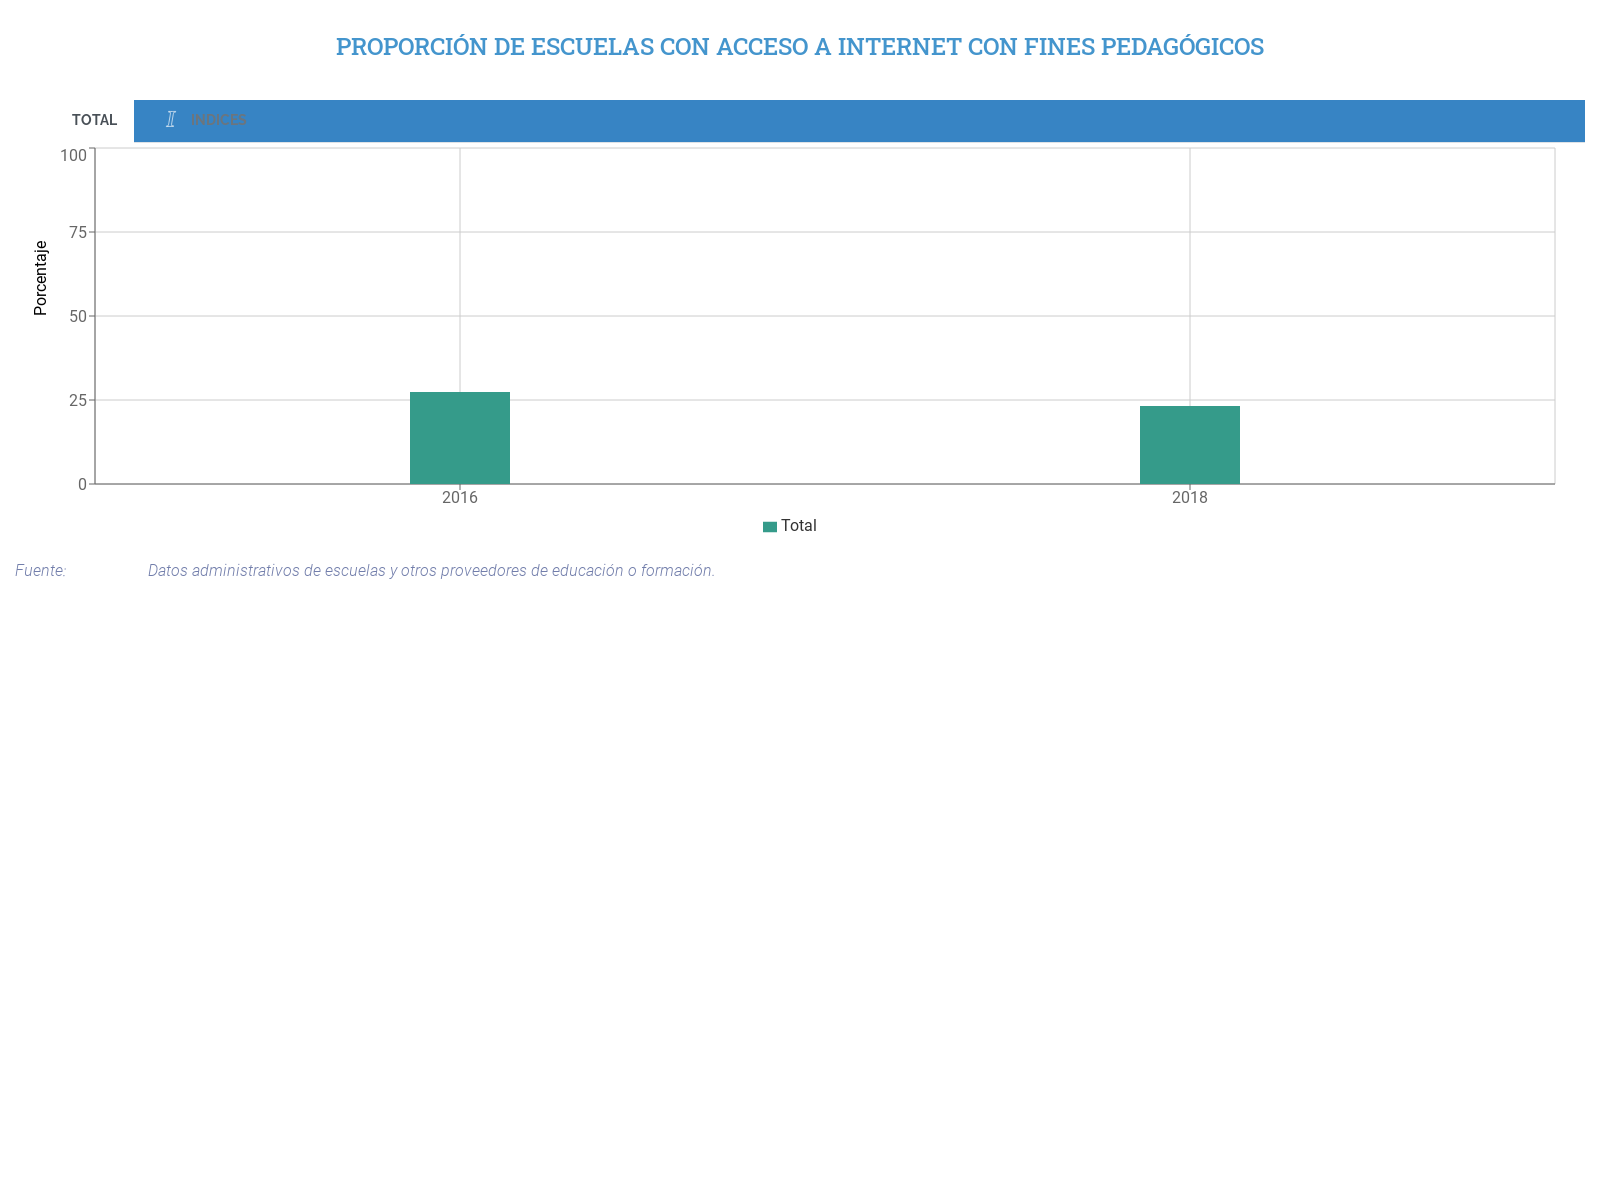 PROPORCIÓN DE ESCUELAS CON ACCESO A INTERNET CON FINES PEDAGÓGICOS
TOTAL INDICES
100
75
50
25
0
Porcentaje
2016 2018
Total
Fuente: Datos administrativos de escuelas y otros proveedores de educación o formación.